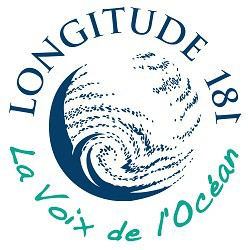 LONGITUDE 181
La Voix de l'Océan